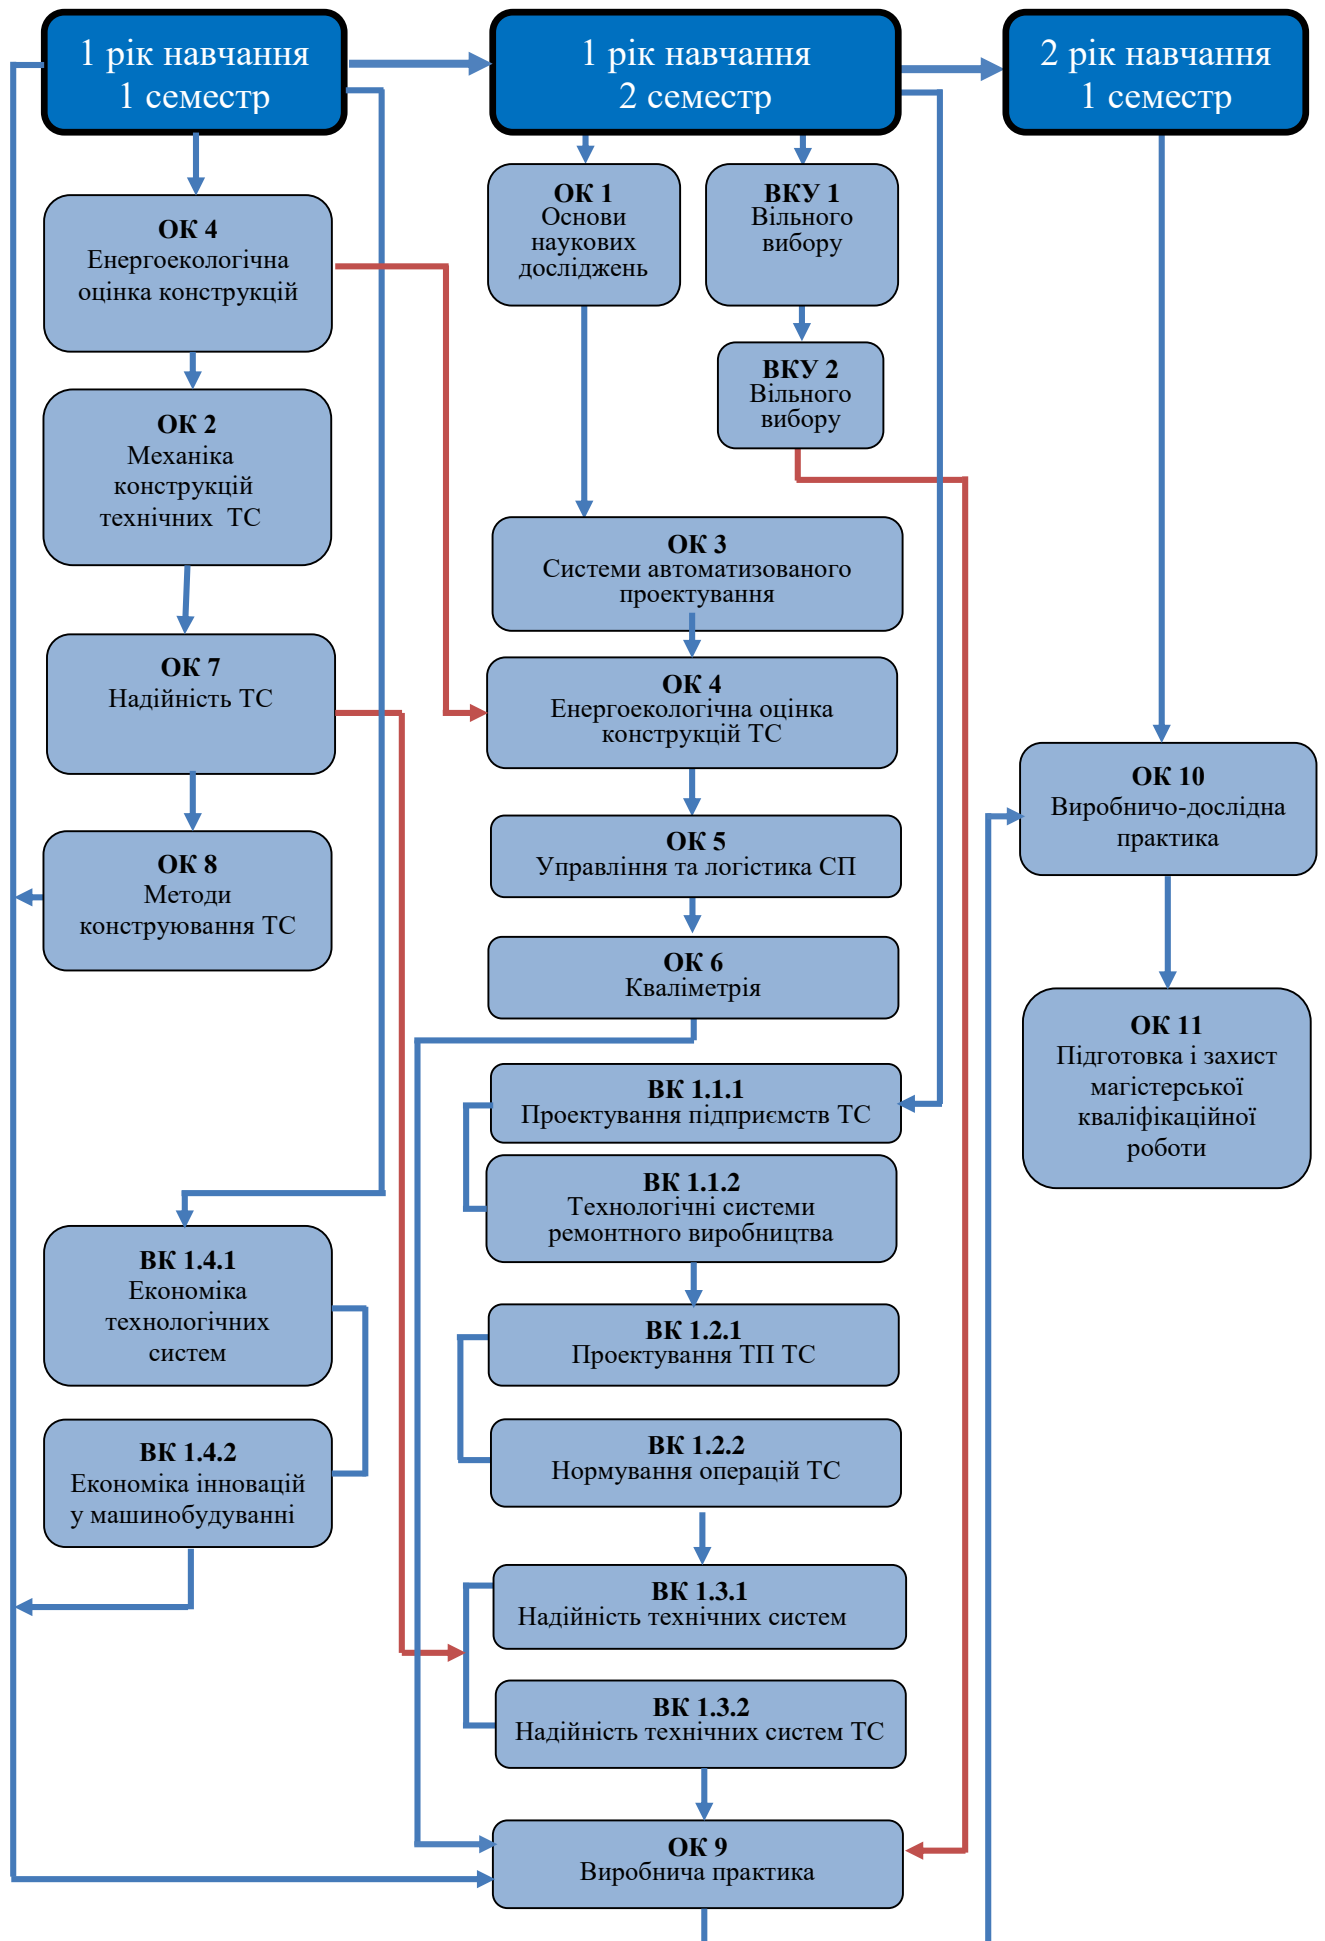 1 рік навчання
1 семестр
1 рік навчання
2 семестр
2 рік навчання
1 семестр
ОК 4
Енергоекологічна
оцінка конструкцій
ОК 2
Механіка
конструкцій
технічних ТС
ОК 7
Надійність ТС
ОК 8
Методи
конструювання ТС
ВК 1.4.1
Економіка
технологічних
систем
ВК 1.4.2
Економіка інновацій
у машинобудуванні
ОК 1
Основи
наукових
досліджень
ВКУ 1
Вільного
вибору
ВКУ 2
Вільного
вибору
ОК 3
Системи автоматизованого
проектування
ОК 4
Енергоекологічна оцінка
конструкцій ТС
ОК 5
Управління та логістика СП
ОК 6
Кваліметрія
ВК 1.1.1
Проектування підприємств ТС
ВК 1.1.2
Технологічні системи
ремонтного виробництва
ВК 1.2.1
Проектування ТП ТС
ВК 1.2.2
Нормування операцій ТС
ВК 1.3.1
Надійність технічних систем
ВК 1.3.2
Надійність технічних систем ТС
ОК 9
Виробнича практика
ОК 10
Виробничо-дослідна
практика
ОК 11
Підготовка і захист
магістерської
кваліфікаційної
роботи